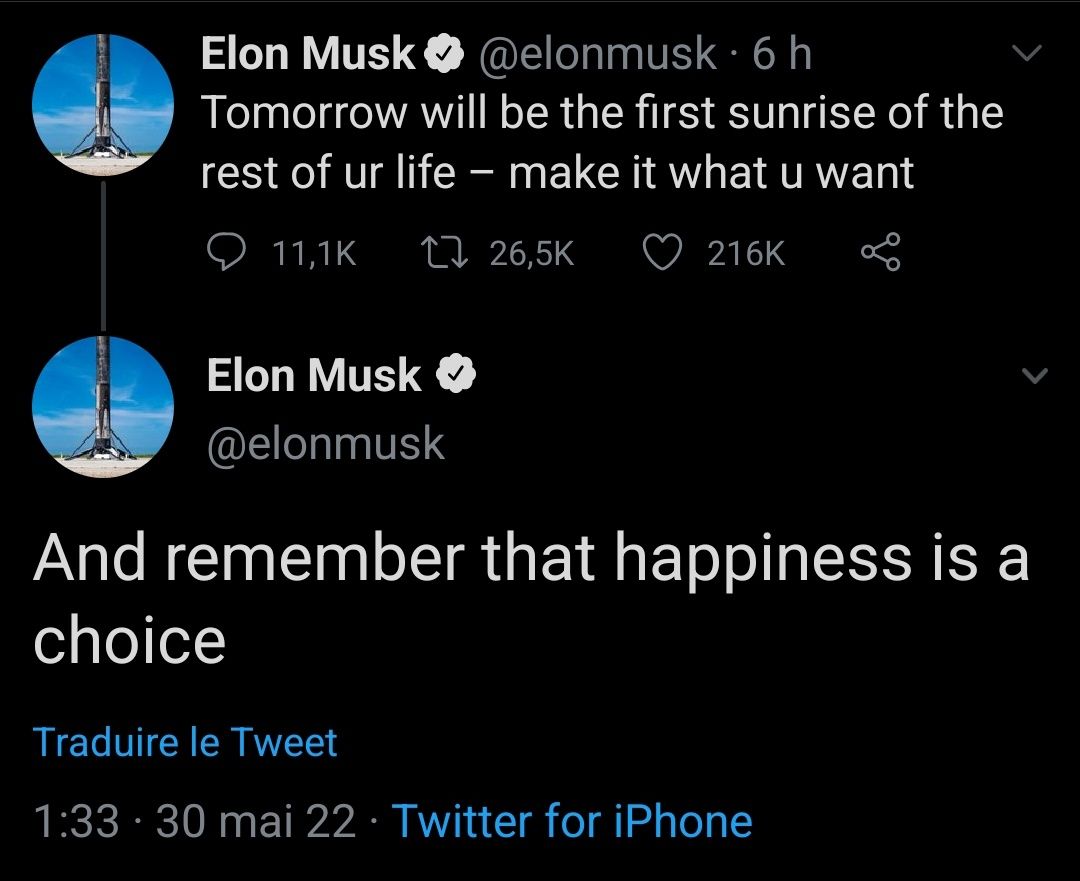 Elon Musk @elonmusk · 6 h
Tomorrow will be the first sunrise of the
rest of ur life – make it what u want
11,1K 26,5K 216K
Elon Musk
@elonmusk
And remember that happiness is a
choice
Traduire le Tweet
1:33 · 30 mai 22 · Twitter for iPhone